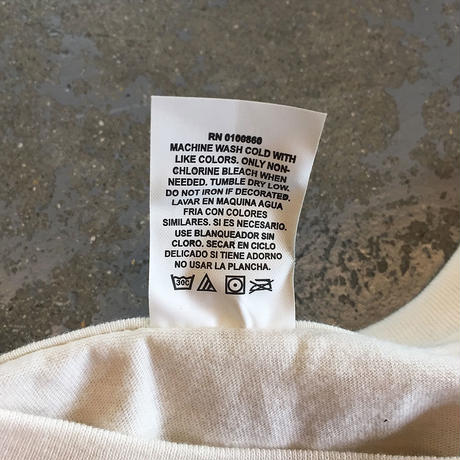 RN 0100860
MACHINE WASH COLD WITH
LIKE COLORS. ONLY NON-
CHLORINE BLEACH WHEN
NEEDED. TUMBLE DRY LOW.
DO NOT IRON IF DECORATED.
LAVAR EN MAQUINA AGUA
FRIA CON COLORES
SIMILARES. SI ES NECESARIO.
USE BLANQUEADOR SIN
CLORO. SECAR EN CICLO
DELICADO SI TIENE ADORNO
NO USAR LA PLANCHA.
30C